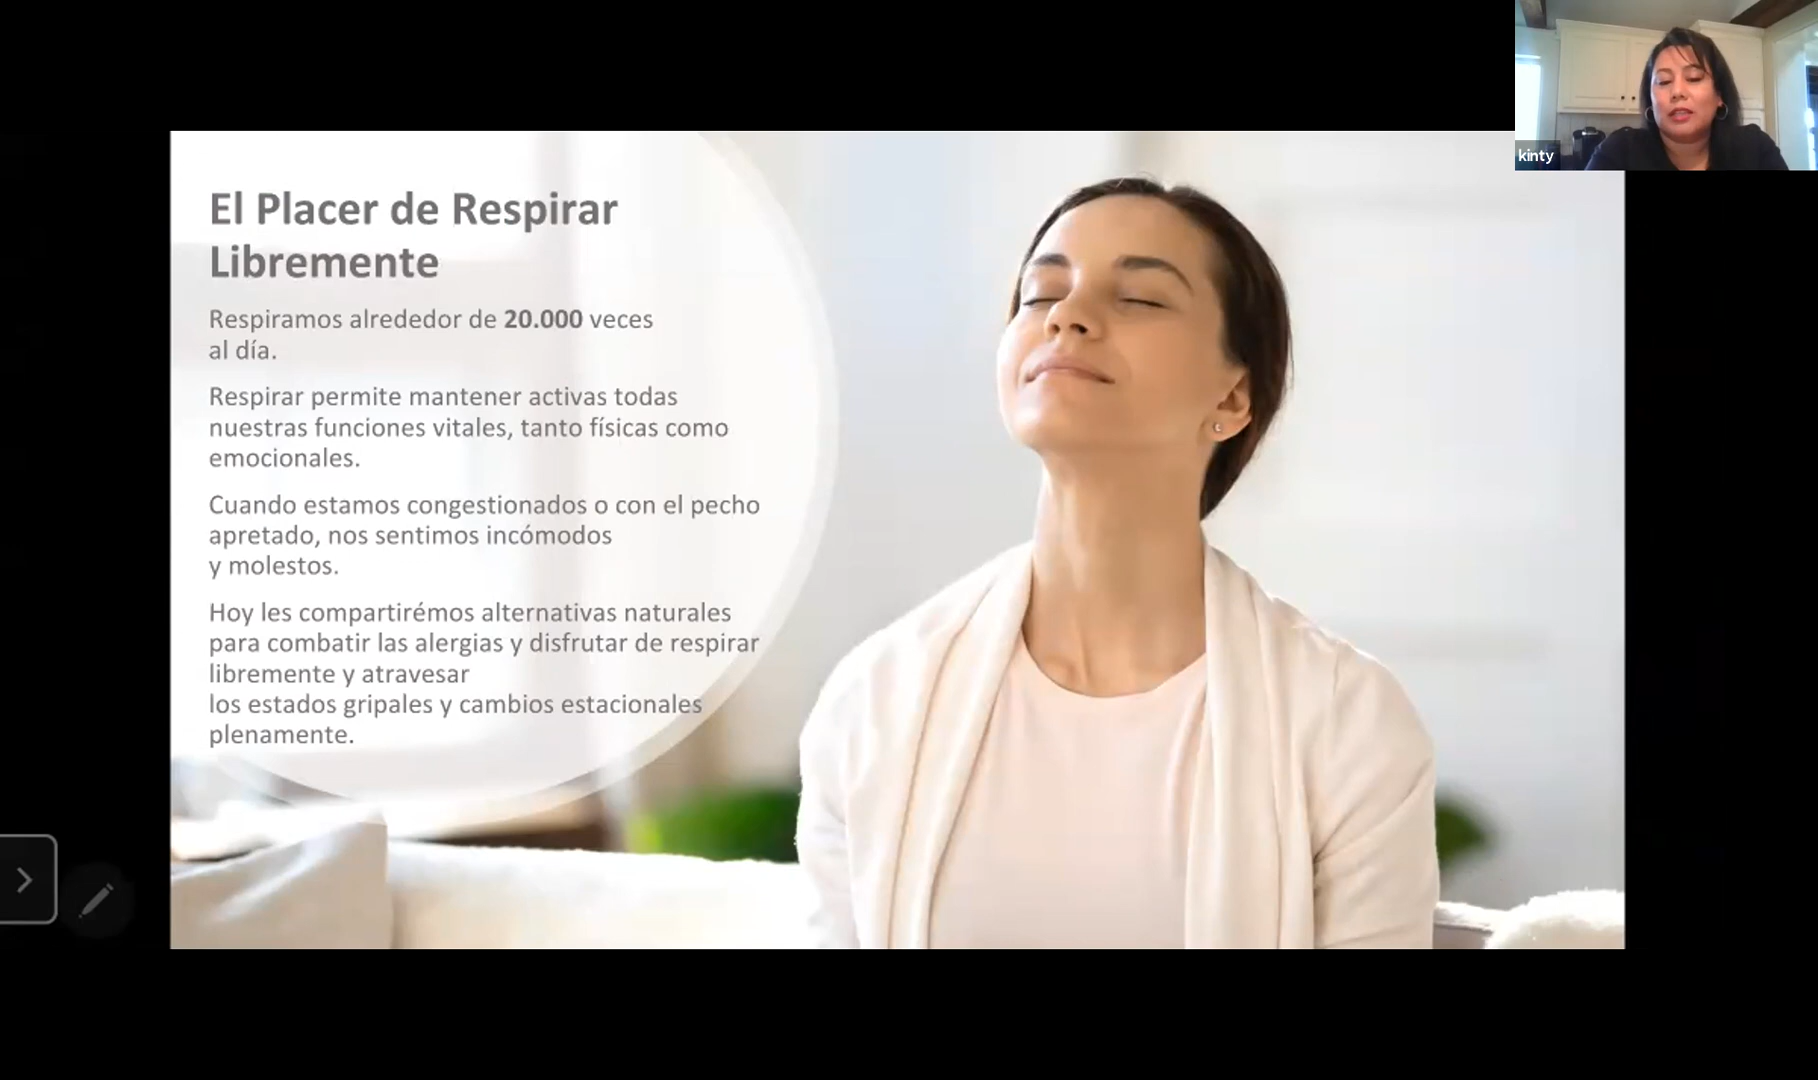 kinty
El Placer de Respirar
Libremente
Respiramos alrededor de 20.000 veces
al día.
Respirar permite mantener activas todas
nuestras funciones vitales, tanto físicas como
emocionales.
Cuando estamos congestionados o con el pecho
apretado, nos sentimos incómodos
y molestos.
Hoy les compartirémos alternativas naturales
para combatir las alergias y disfrutar de respirar
libremente y atravesar
los estados gripales y cambios estacionales
plenamente.